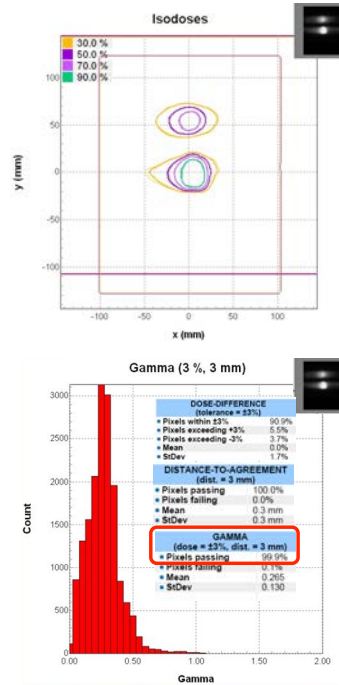 Isodoses
30.0 %
50.0 %
70.0 %
90.0 %
y (mm)
100
50
0
-50
-100
-100 -50 0 50 100
x (mm)
Gamma (3 %, 3 mm)
Count
3000
2500
2000
1500
1000
500
0
DOSE-DIFFERENCE
(tolerance = ±3%)
Pixels within ±3% 90.9%
Pixels exceeding +3% 5.5%
Pixels exceeding -3% 3.7%
Mean 0.0%
StDev 1.7%
DISTANCE-TO-AGREEMENT
(dist. = 3 mm)
Pixels passing 100.0%
Pixels failing 0.0%
Mean 0.3 mm
StDev 0.3 mm
GAMMA
(dose = ±3%, dist. = 3 mm)
Pixels passing 99.9%
Pixels failing 0.1%
Mean 0.265
StDev 0.130
0.00 0.50 1.00 1.50 2.00
Gamma